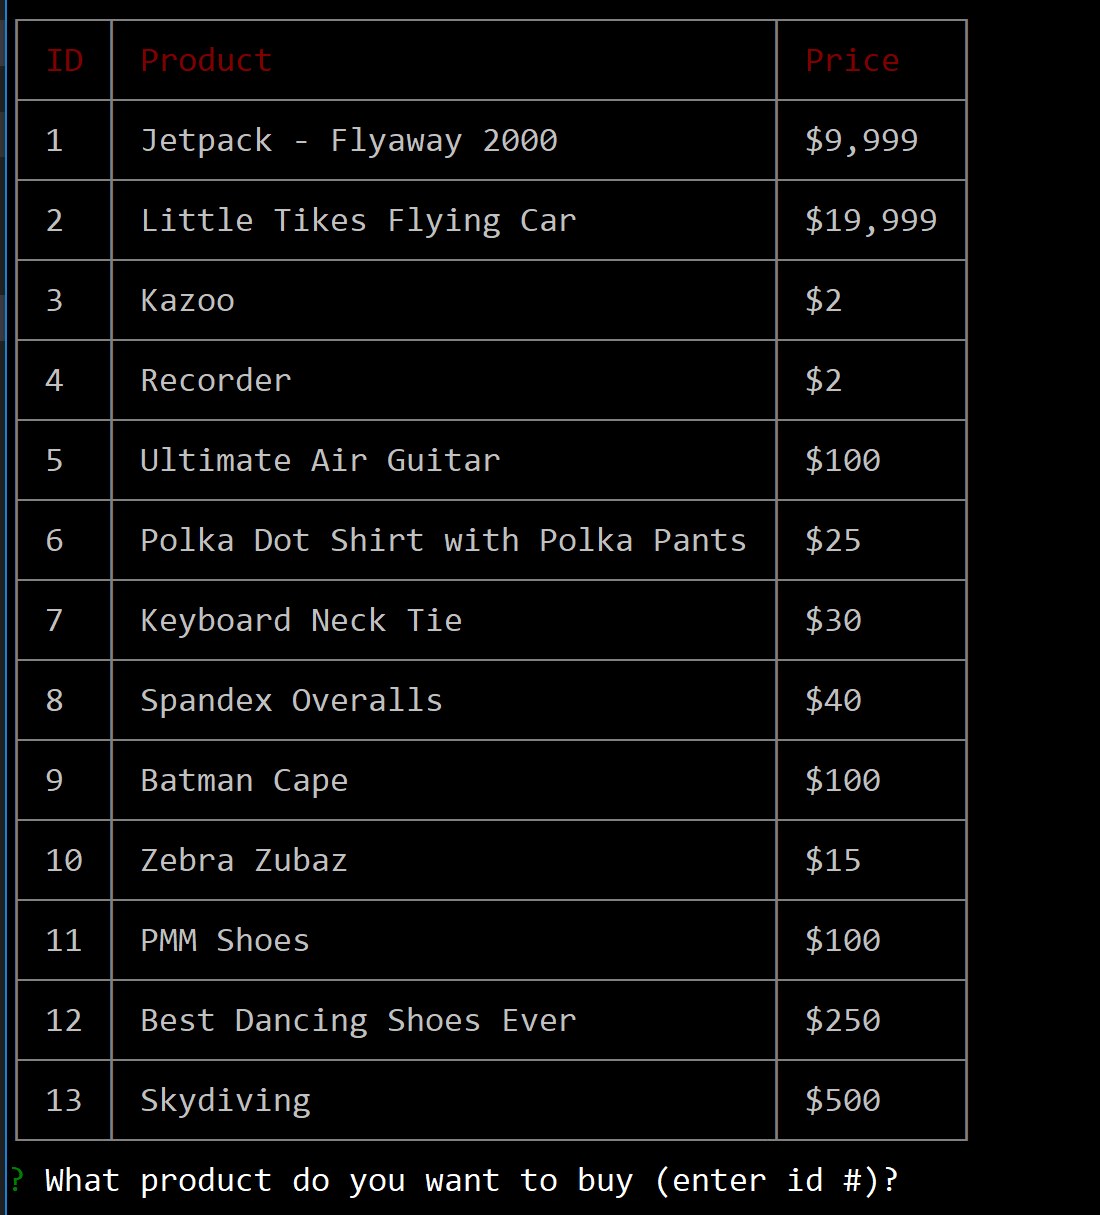 ID Product Price
1 Jetpack - Flyaway 2000 $9,999
2 Little Tikes Flying Car $19,999
3 Kazoo $2
4 Recorder $2
5 Ultimate Air Guitar $100
6 Polka Dot Shirt with Polka Pants $25
7 Keyboard Neck Tie $30
8 Spandex Overalls $40
9 Batman Cape $100
10 Zebra Zubaz $15
11 PMM Shoes $100
12 Best Dancing Shoes Ever $250
13 Skydiving $500
? What product do you want to buy (enter id #)?